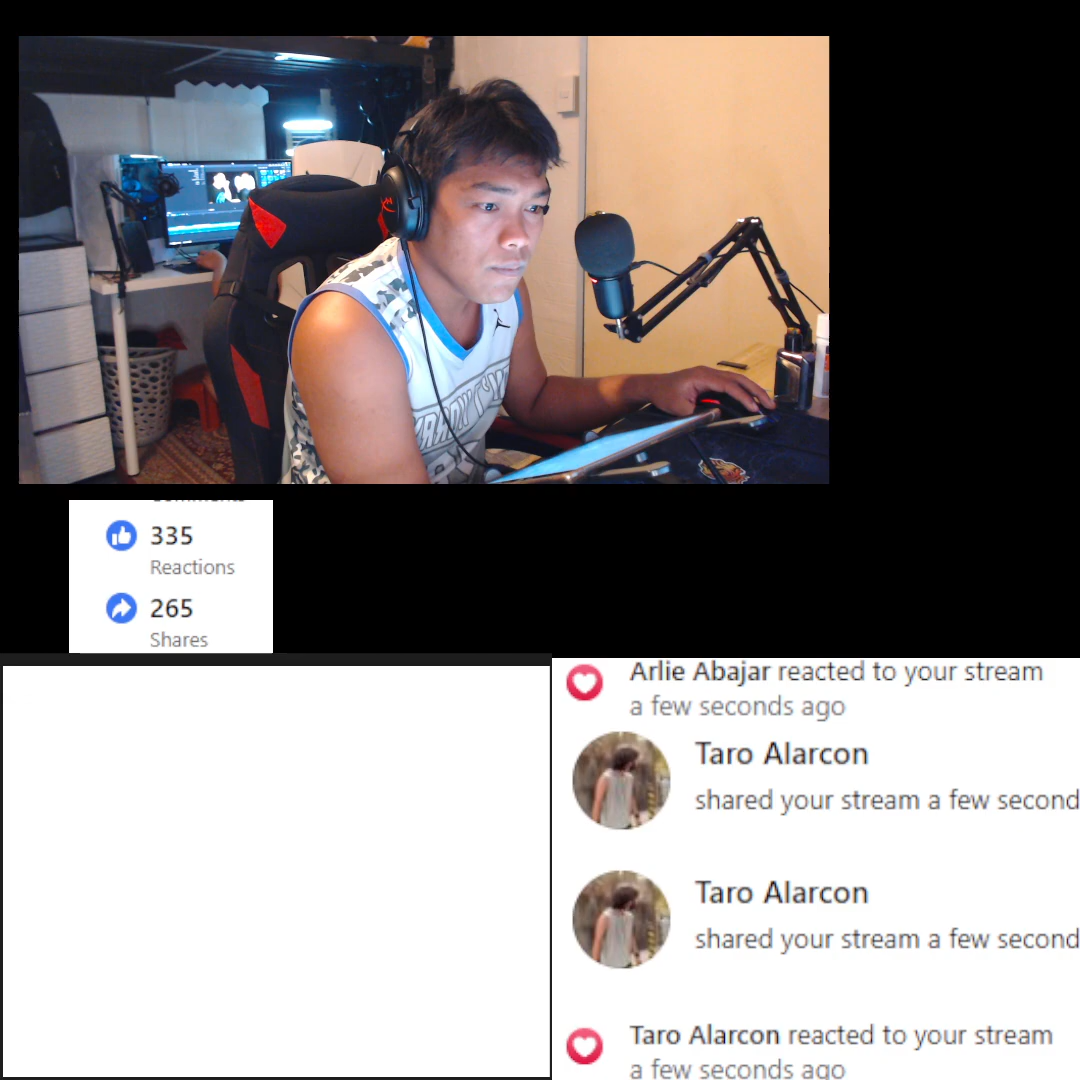 335
Reactions
265
Shares
Arlie Abajar reacted to your stream
a few seconds ago
Taro Alarcon
shared your stream a few second
Taro Alarcon
shared your stream a few second
Taro Alarcon reacted to your stream
a few seconds ago